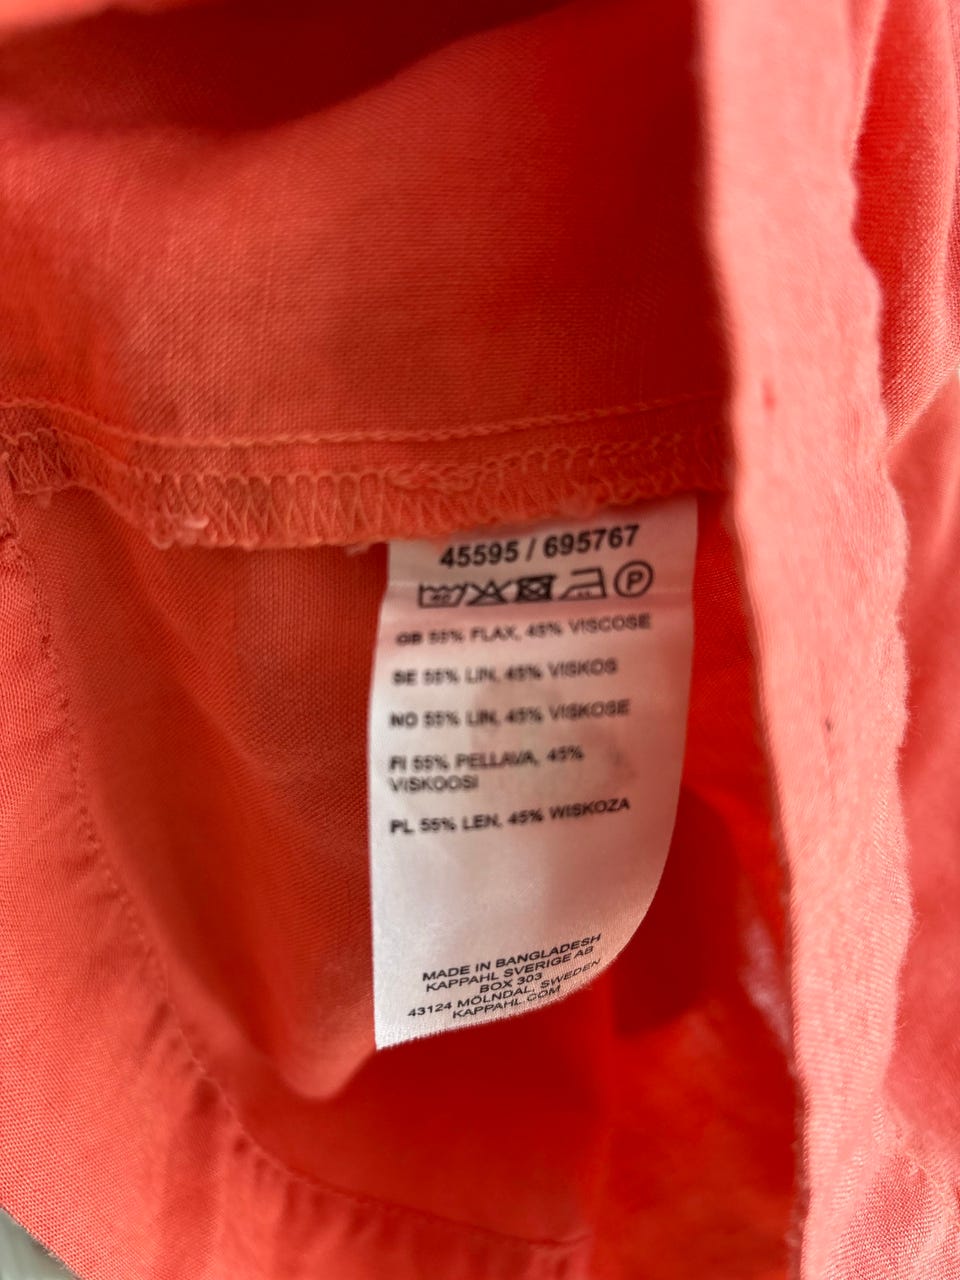 45595 / 695767
40 P
GB 55% FLAX, 45% VISCOSE
SE 55% LIN, 45% VISKOS
NO 55% LIN, 45% VISKOSE
FI 55% PELLAVA, 45%
VISKOOSI
PL 55% LEN, 45% WISKOZA
MADE IN BANGLADESH
KAPPAHL SVERIGE AB
BOX 303
43124 MÖLNDAL, SWEDEN
KAPPAHL.COM